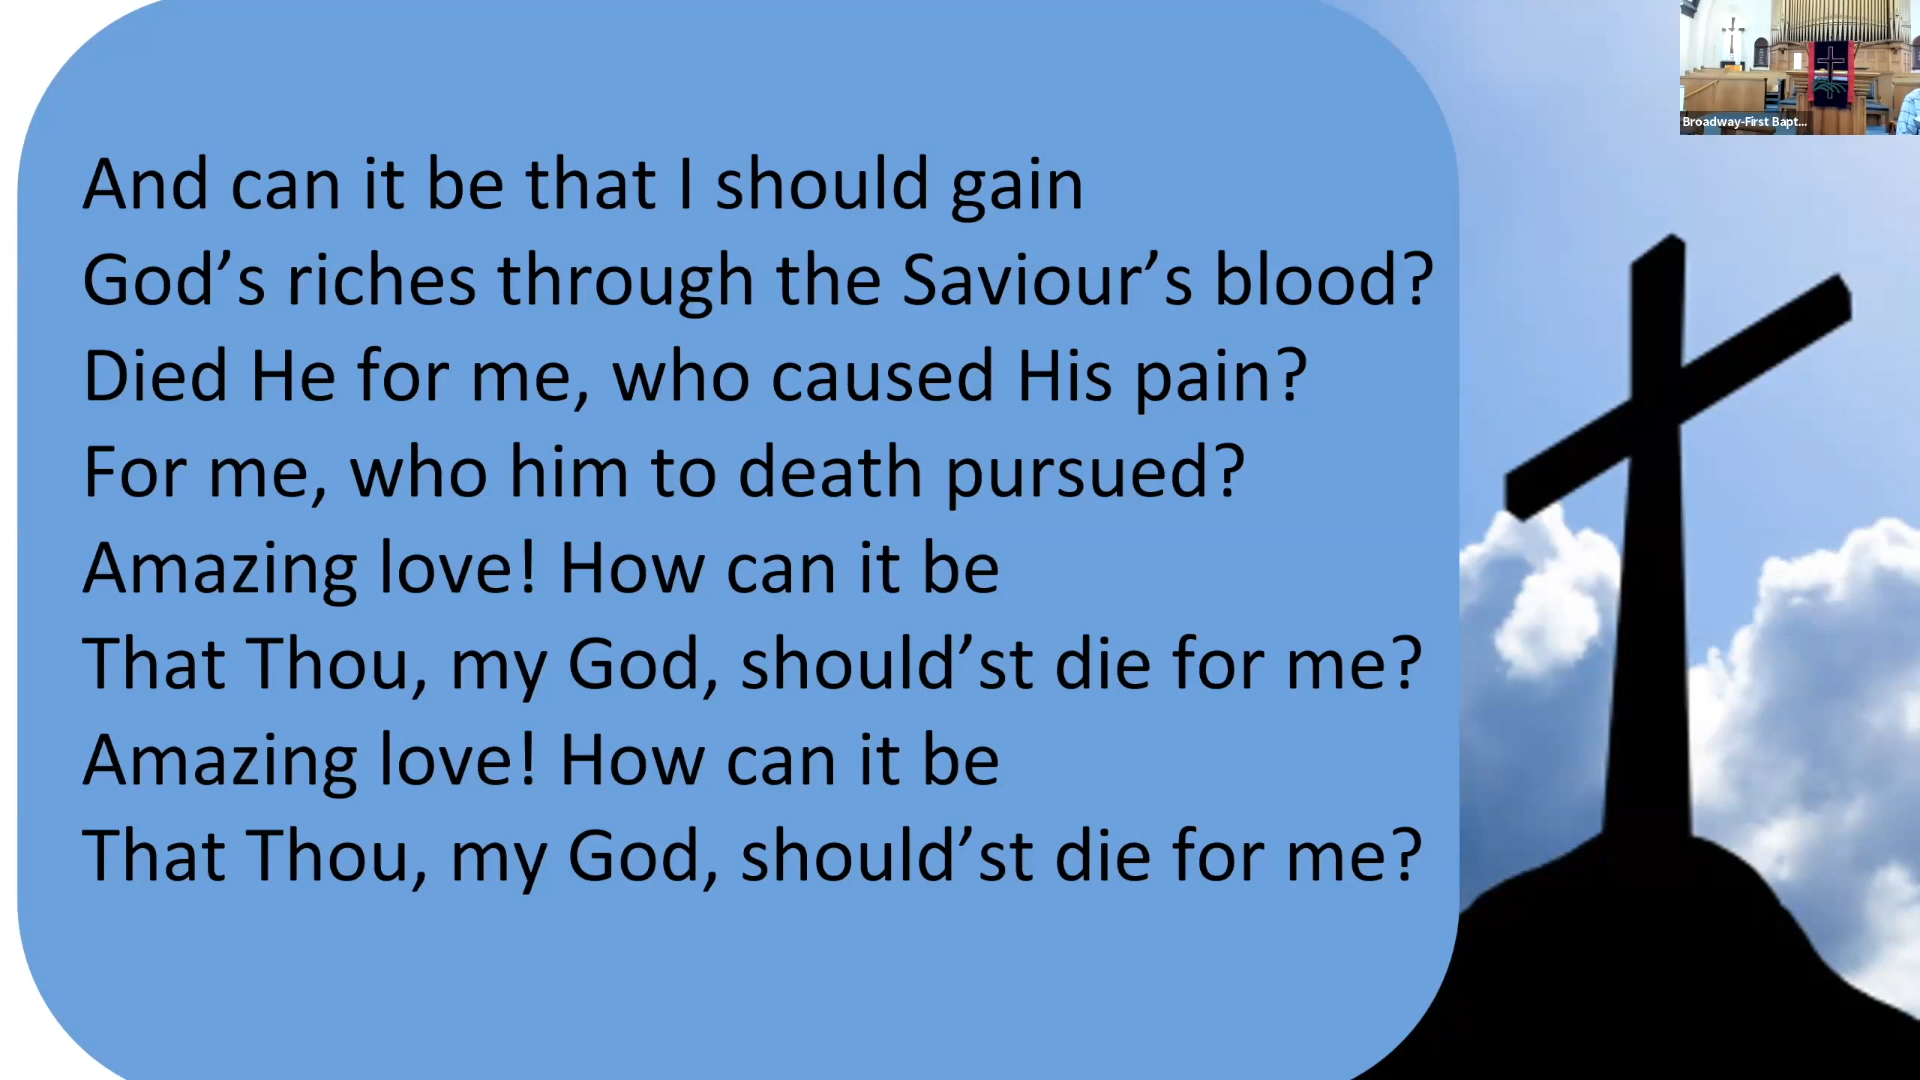 And can it be that I should gain
God’s riches through the Saviour’s blood?
Died He for me, who caused His pain?
For me, who him to death pursued?
Amazing love! How can it be
That Thou, my God, should’st die for me?
Amazing love! How can it be
That Thou, my God, should’st die for me?
Broadway-First Bapt...